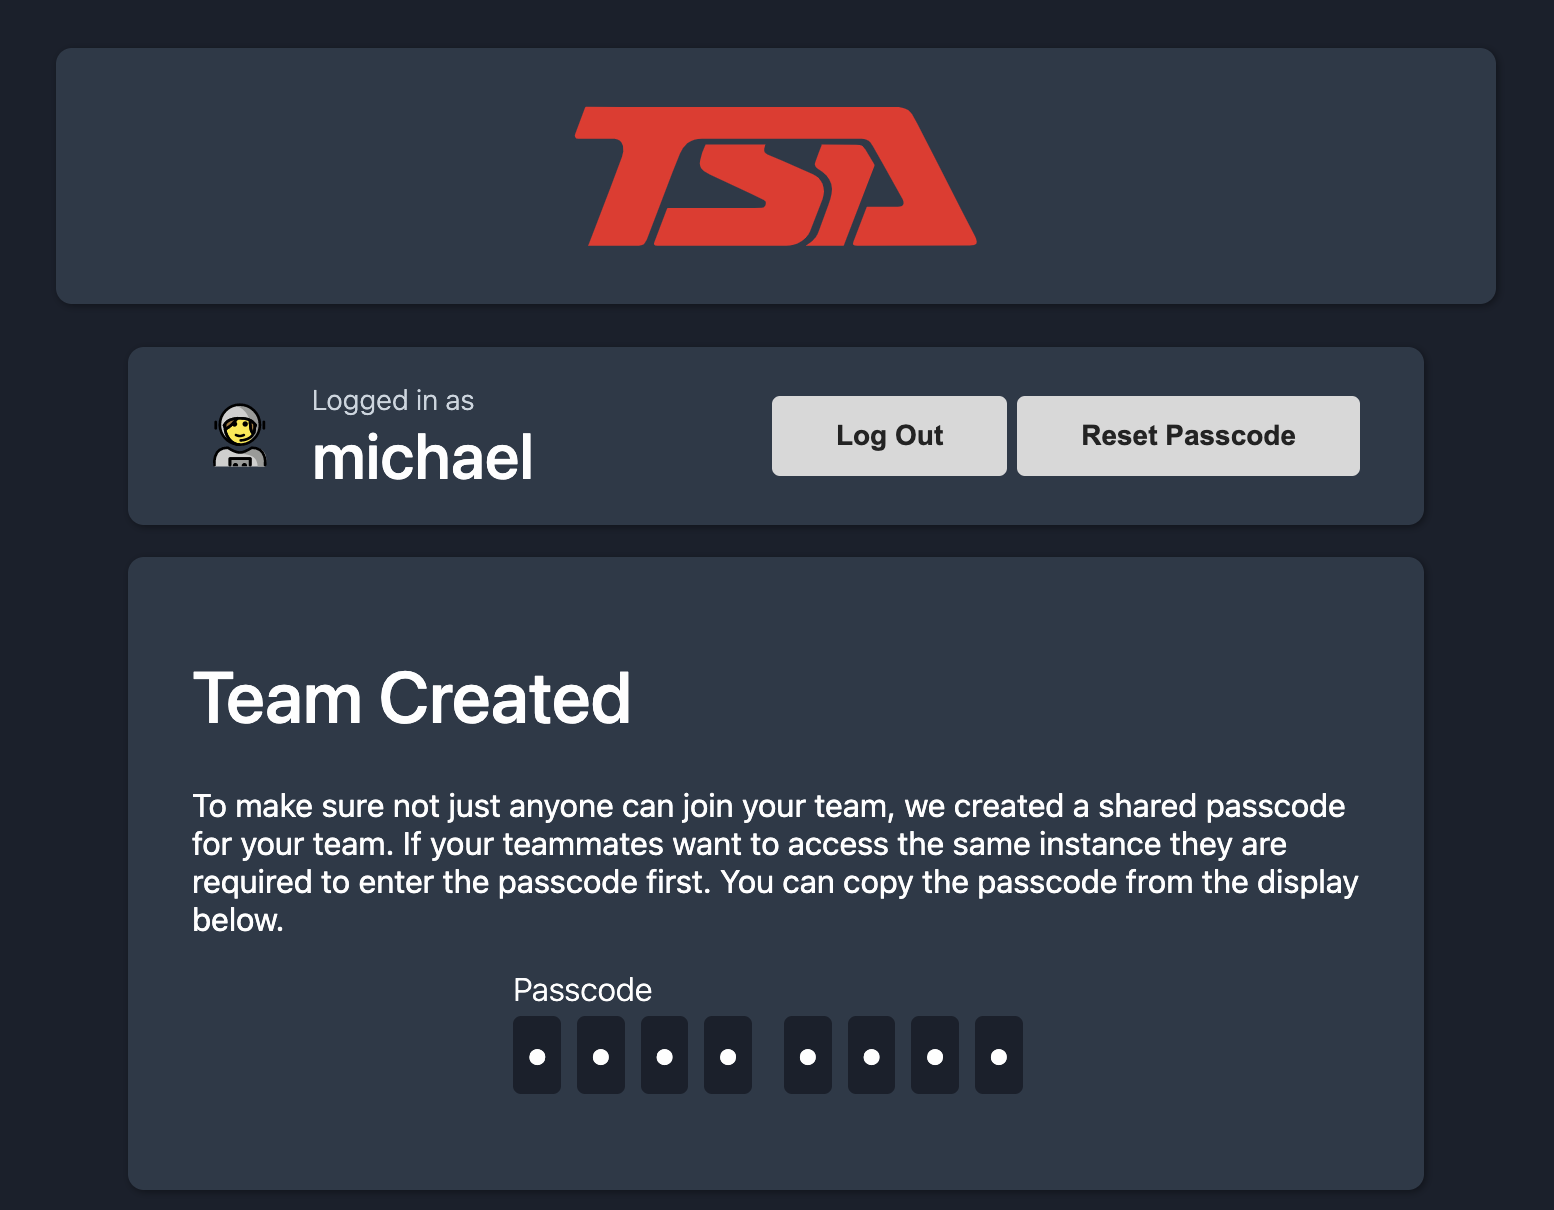 TSA
Logged in as
michael
Log Out
Reset Passcode
Team Created
To make sure not just anyone can join your team, we created a shared passcode
for your team. If your teammates want to access the same instance they are
required to enter the passcode first. You can copy the passcode from the display
below.
Passcode